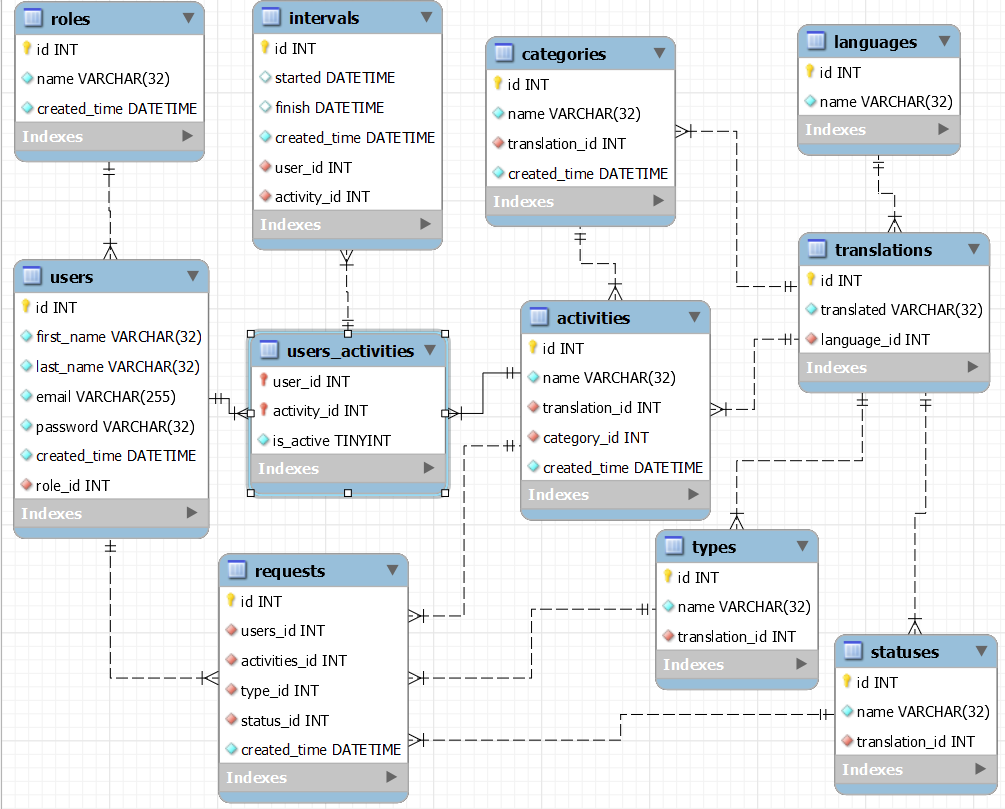 roles
id INT
name VARCHAR(32)
created_time DATETIME
Indexes
intervals
id INT
started DATETIME
finish DATETIME
created_time DATETIME
user_id INT
activity_id INT
Indexes
categories
id INT
name VARCHAR(32)
translation_id INT
created_time DATETIME
Indexes
languages
id INT
name VARCHAR(32)
Indexes
users
id INT
first_name VARCHAR(32)
last_name VARCHAR(32)
email VARCHAR(255)
password VARCHAR(32)
created_time DATETIME
role_id INT
Indexes
users_activities
user_id INT
activity_id INT
is_active TINYINT
Indexes
activities
id INT
name VARCHAR(32)
translation_id INT
category_id INT
created_time DATETIME
Indexes
translations
id INT
translated VARCHAR(32)
language_id INT
Indexes
requests
id INT
users_id INT
activities_id INT
type_id INT
status_id INT
created_time DATETIME
Indexes
types
id INT
name VARCHAR(32)
translation_id INT
Indexes
statuses
id INT
name VARCHAR(32)
translation_id INT
Indexes